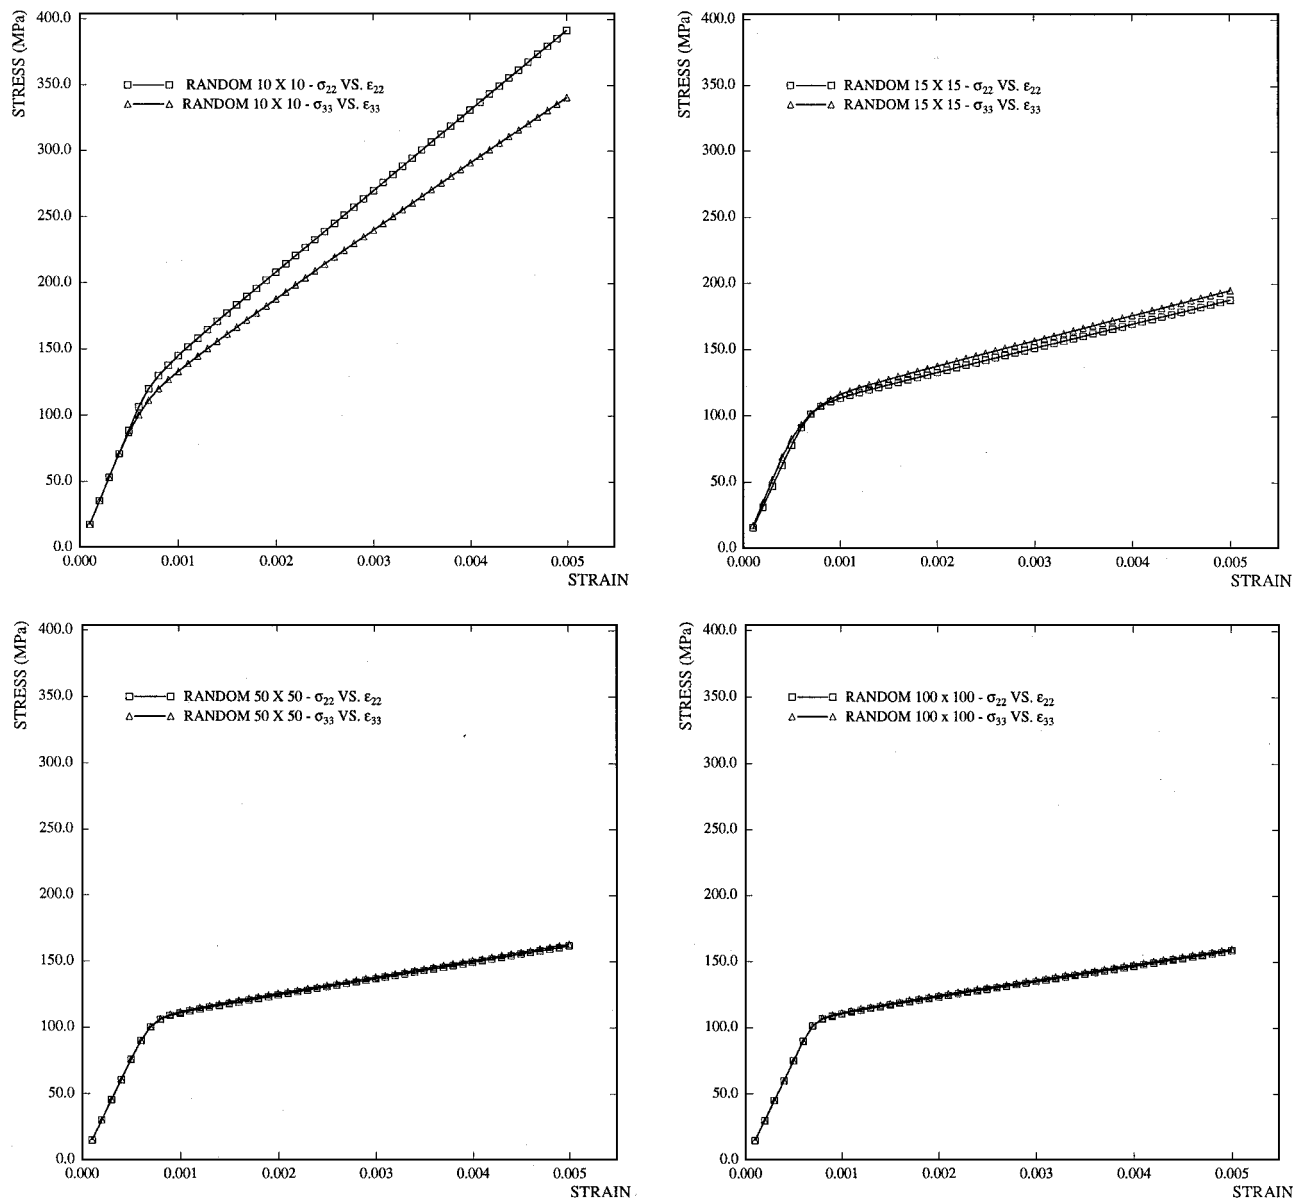 STRESS (MPa)
400.0
350.0
300.0
250.0
200.0
150.0
100.0
50.0
0.0
RANDOM 10 X 10 - σ22 VS. ε22
RANDOM 10 X 10 - σ33 VS. ε33
0.000 0.001 0.002 0.003 0.004 0.005
STRAIN
STRESS (MPa)
400.0
350.0
300.0
250.0
200.0
150.0
100.0
50.0
0.0
RANDOM 15 X 15 - σ22 VS. ε22
RANDOM 15 X 15 - σ33 VS. ε33
0.000 0.001 0.002 0.003 0.004 0.005
STRAIN
STRESS (MPa)
400.0
350.0
300.0
250.0
200.0
150.0
100.0
50.0
0.0
RANDOM 50 X 50 - σ22 VS. ε22
RANDOM 50 X 50 - σ33 VS. ε33
0.000 0.001 0.002 0.003 0.004 0.005
STRAIN
STRESS (MPa)
400.0
350.0
300.0
250.0
200.0
150.0
100.0
50.0
0.0
RANDOM 100 x 100 - σ22 VS. ε22
RANDOM 100 x 100 - σ33 VS. ε33
0.000 0.001 0.002 0.003 0.004 0.005
STRAIN